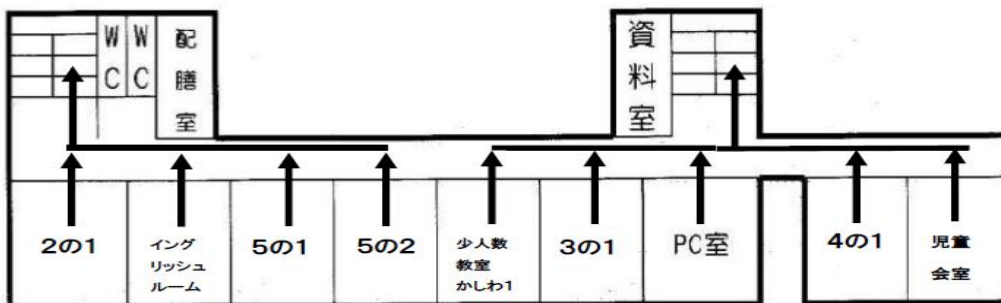 WC
WC
配膳室
資料室
2の1
イング
リッシュ
ルーム
5の1
5の2
少人数
教室
かしわ1
3の1
PC室
4の1
児童
会室